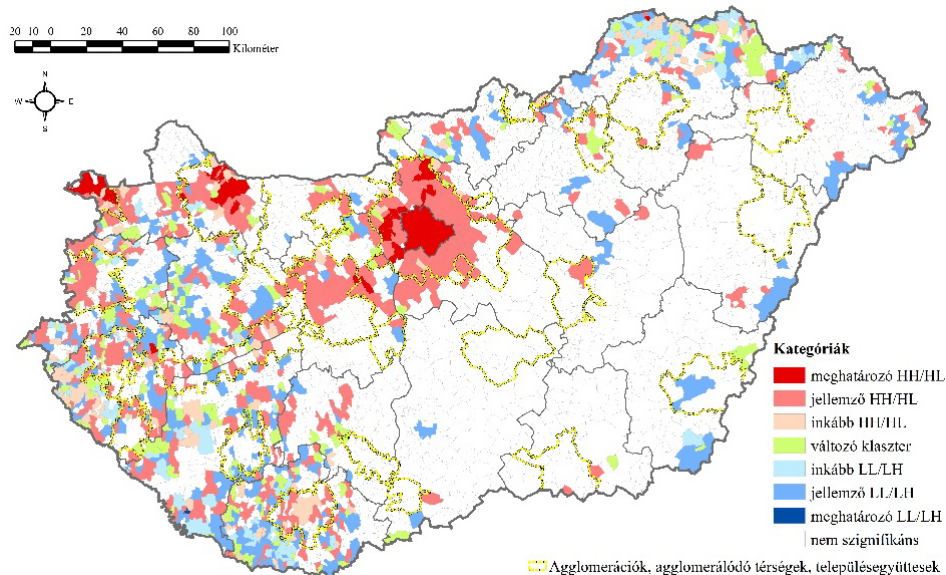 20 10 0 20 40 60 80 100
Kilométer
N
W E
S
Kategóriák
meghatározó HH/HL
jellemző HH/HL
inkább HH/HL
változó klaszter
inkább LL/LH
jellemző LL/LH
meghatározó LL/LH
nem szignifikáns
Agglomerációk, agglomerálódó térségek, településegyüttesek